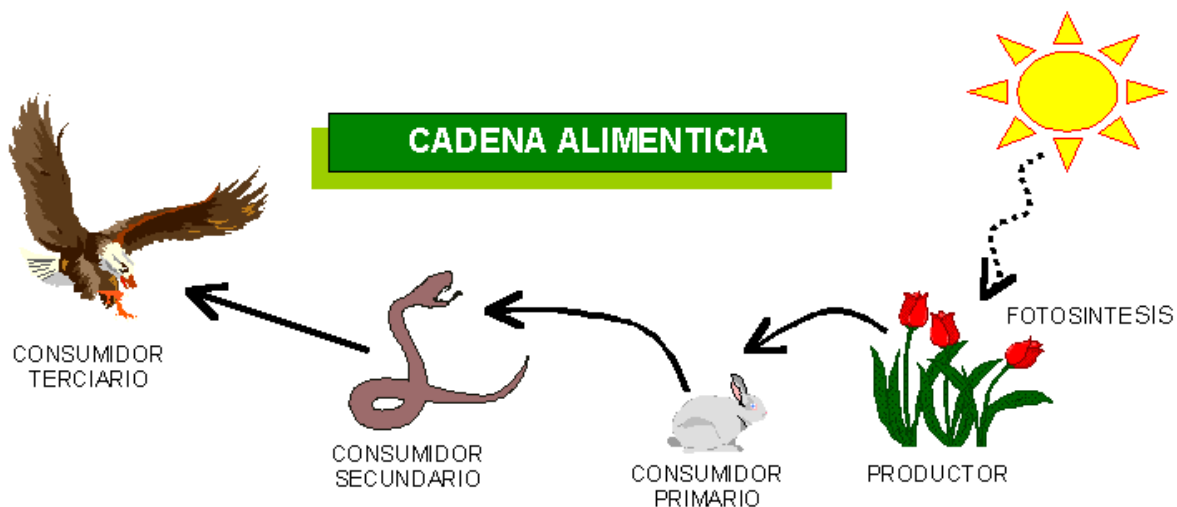 CADENA ALIMENTICIA
FOTOSINTESIS
CONSUMIDOR
TERCIARIO
CONSUMIDOR
SECUNDARIO
CONSUMIDOR
PRIMARIO
PRODUCTOR